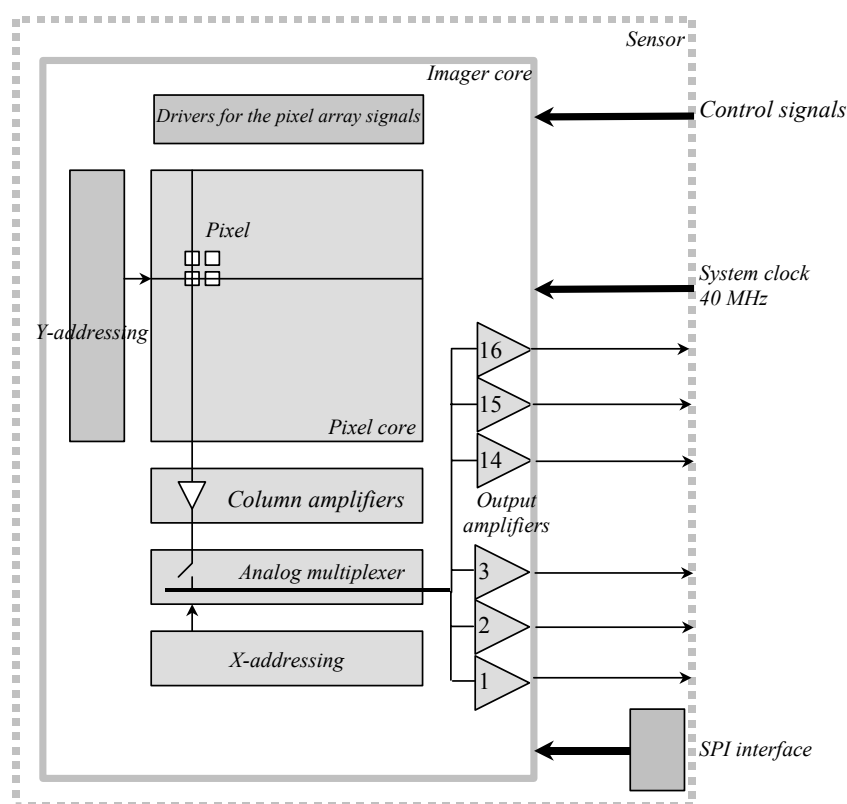 Sensor
Imager core
Drivers for the pixel array signals
Control signals
Pixel
System clock
40 MHz
Y-addressing
16
15
Pixel core
14
Column amplifiers
Output
amplifiers
Analog multiplexer
3
2
X-addressing
1
SPI interface